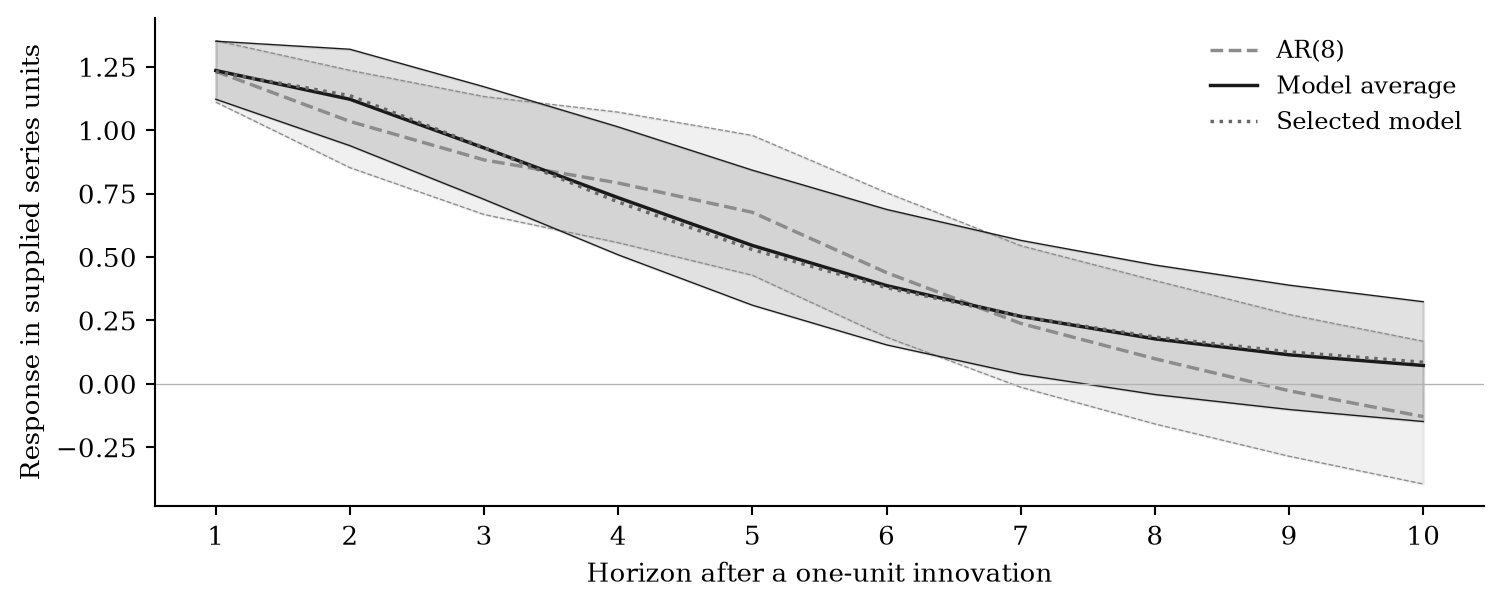 Response in supplied series units
1.25
1.00
0.75
0.50
0.25
0.00
−0.25
AR(8)
Model average
Selected model
1 2 3 4 5 6 7 8 9 10
Horizon after a one-unit innovation